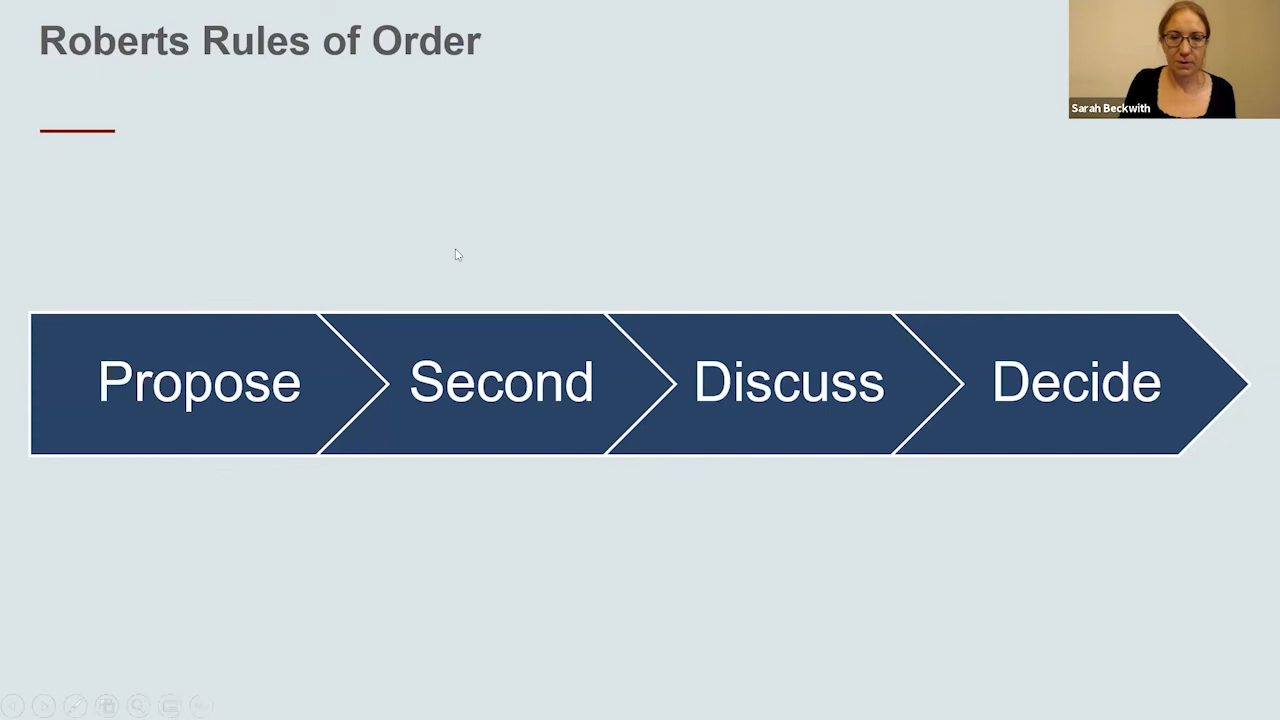 Roberts Rules of Order
Sarah Beckwith
Propose
Second
Discuss
Decide